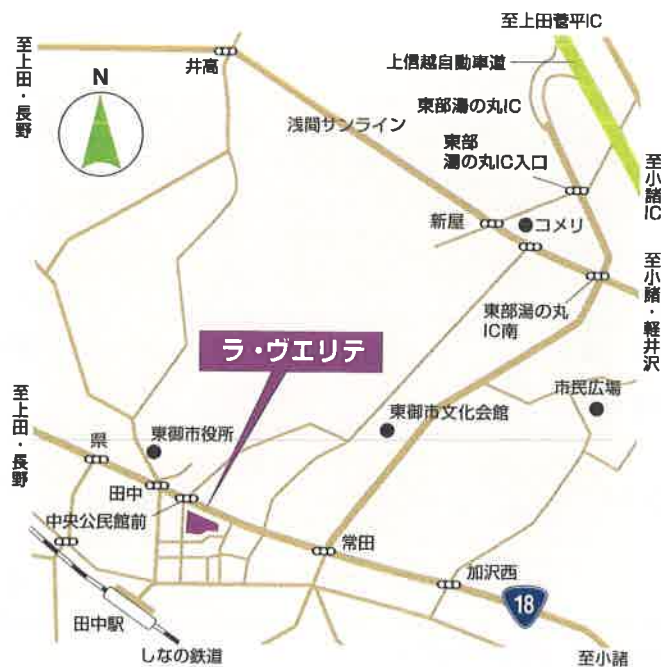 至上田菅平IC
至上田・長野
井高
上信越自動車道
N
東部湯の丸IC
浅間サンライン
東部
湯の丸IC入口
至小諸IC
新屋
コメリ
至小諸・軽井沢
東部湯の丸
IC南
ラ・ヴェリテ
市民広場
至上田・長野
東御市文化会館
県
東御市役所
田中
中央公民館前
常田
加沢西
18
田中駅
しなの鉄道
至小諸